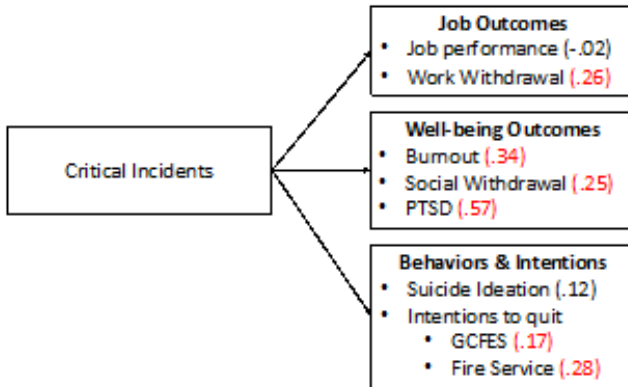 Job Outcomes
• Job performance (-.02)
• Work Withdrawal (.26)
Critical Incidents
Well-being Outcomes
• Burnout (.34)
• Social Withdrawal (.25)
• PTSD (.57)
Behaviors & Intentions
• Suicide Ideation (.12)
• Intentions to quit
• GCFES (.17)
• Fire Service (.28)